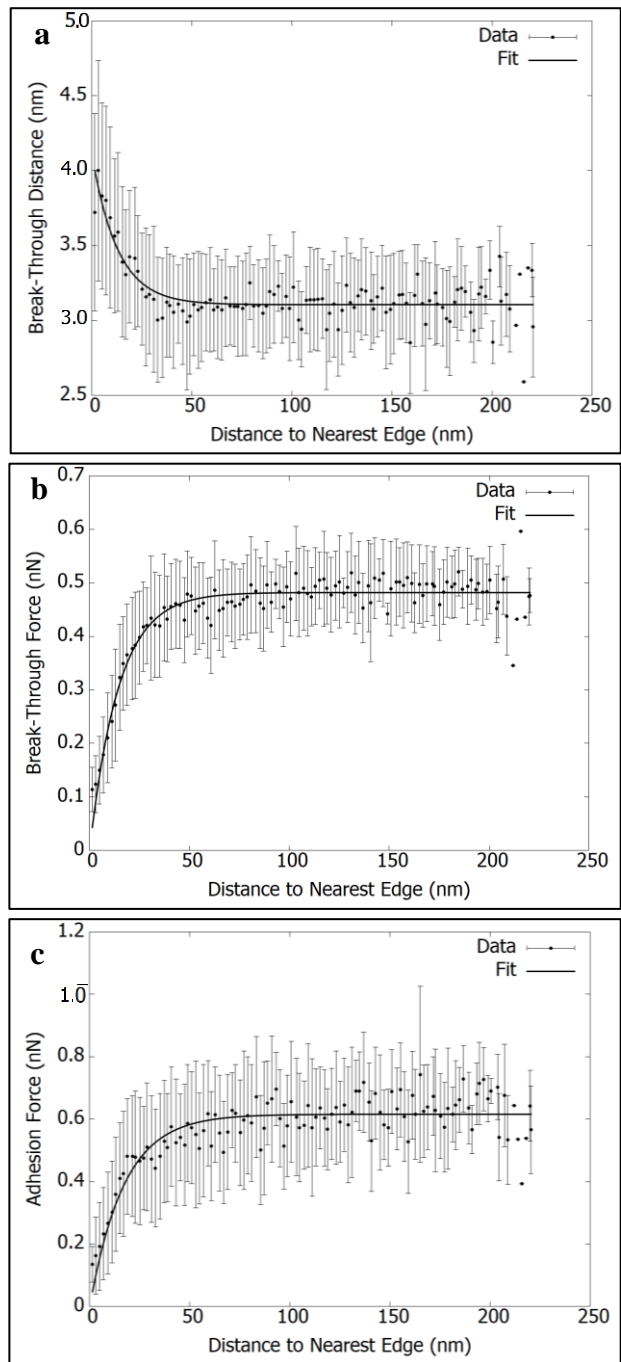 a
5.0
4.5
4.0
3.5
3.0
2.5
Break-Through Distance (nm)
Data
Fit
0 50 100 150 200 250
Distance to Nearest Edge (nm)
b
0.7
0.6
0.5
0.4
0.3
0.2
0.1
0
Break-Through Force (nN)
Data
Fit
0 50 100 150 200 250
Distance to Nearest Edge (nm)
c
1.2
1.0
0.8
0.6
0.4
0.2
0
Adhesion Force (nN)
Data
Fit
0 50 100 150 200 250
Distance to Nearest Edge (nm)